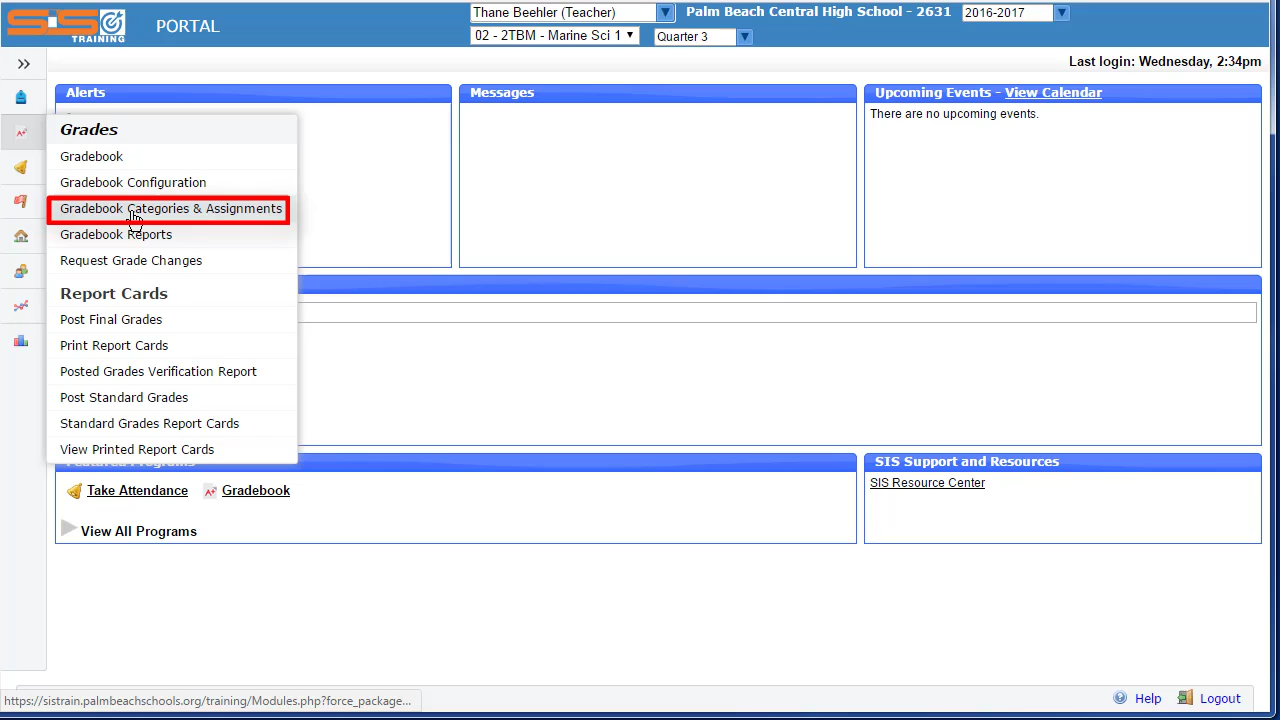 SIS
TRAINING
PORTAL
Thane Beehler (Teacher)
Palm Beach Central High School - 2631
2016-2017
02 - 2TBM - Marine Sci 1
Quarter 3
Last login: Wednesday, 2:34pm
Alerts
Messages
Upcoming Events - View Calendar
There are no upcoming events.
Grades
Gradebook
Gradebook Configuration
Gradebook Categories & Assignments
Gradebook Reports
Request Grade Changes
Report Cards
Post Final Grades
Print Report Cards
Posted Grades Verification Report
Post Standard Grades
Standard Grades Report Cards
View Printed Report Cards
Featured Programs
Take Attendance
Gradebook
View All Programs
SIS Support and Resources
SIS Resource Center
https://sistrain.palmbeachschools.org/training/Modules.php?force_package...
Help
Logout